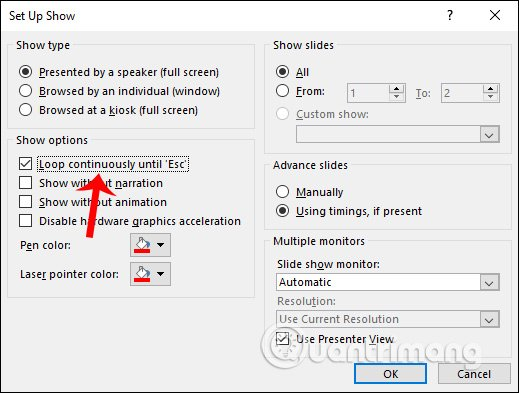 Set Up Show
Show type
Presented by a speaker (full screen)
Browsed by an individual (window)
Browsed at a kiosk (full screen)
Show options
Loop continuously until 'Esc'
Show without narration
Show without animation
Disable hardware graphics acceleration
Pen color:
Laser pointer color:
Show slides
All
From: 1 To: 2
Custom show:
Advance slides
Manually
Using timings, if present
Multiple monitors
Slide show monitor:
Automatic
Resolution:
Use Current Resolution
Use Presenter View
Quantrimang
OK Cancel